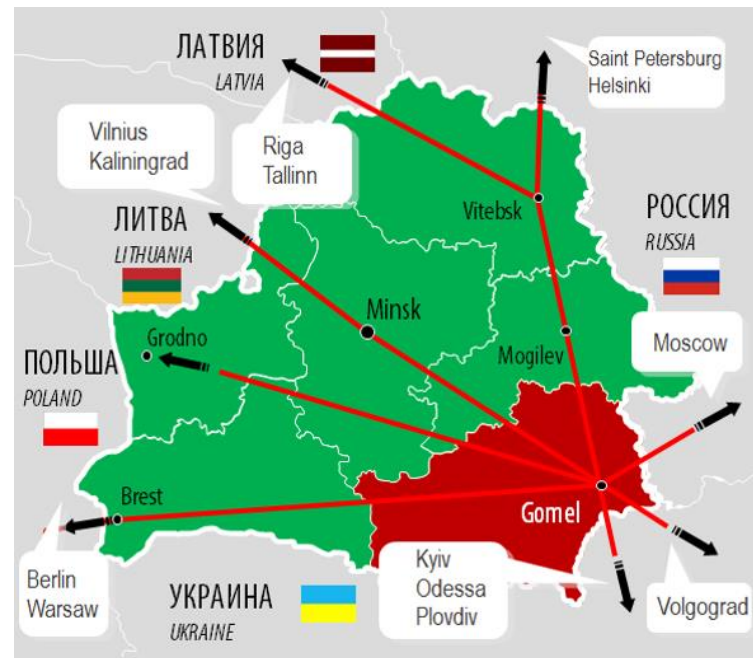 ЛАТВИЯ
LATVIA
Saint Petersburg
Helsinki
Vilnius
Kaliningrad
Riga
Tallinn
ЛИТВА
LITHUANIA
Vitebsk
РОССИЯ
RUSSIA
Minsk
Grodno
Mogilev
Moscow
ПОЛЬША
POLAND
Brest
Gomel
Berlin
Warsaw
УКРАИНА
UKRAINE
Kyiv
Odessa
Plovdiv
Volgograd